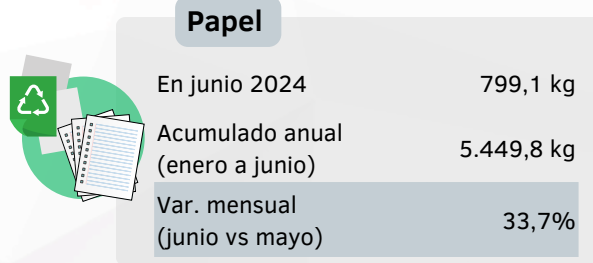 Papel
En junio 2024 799,1 kg
Acumulado anual
(enero a junio) 5.449,8 kg
Var. mensual
(junio vs mayo) 33,7%